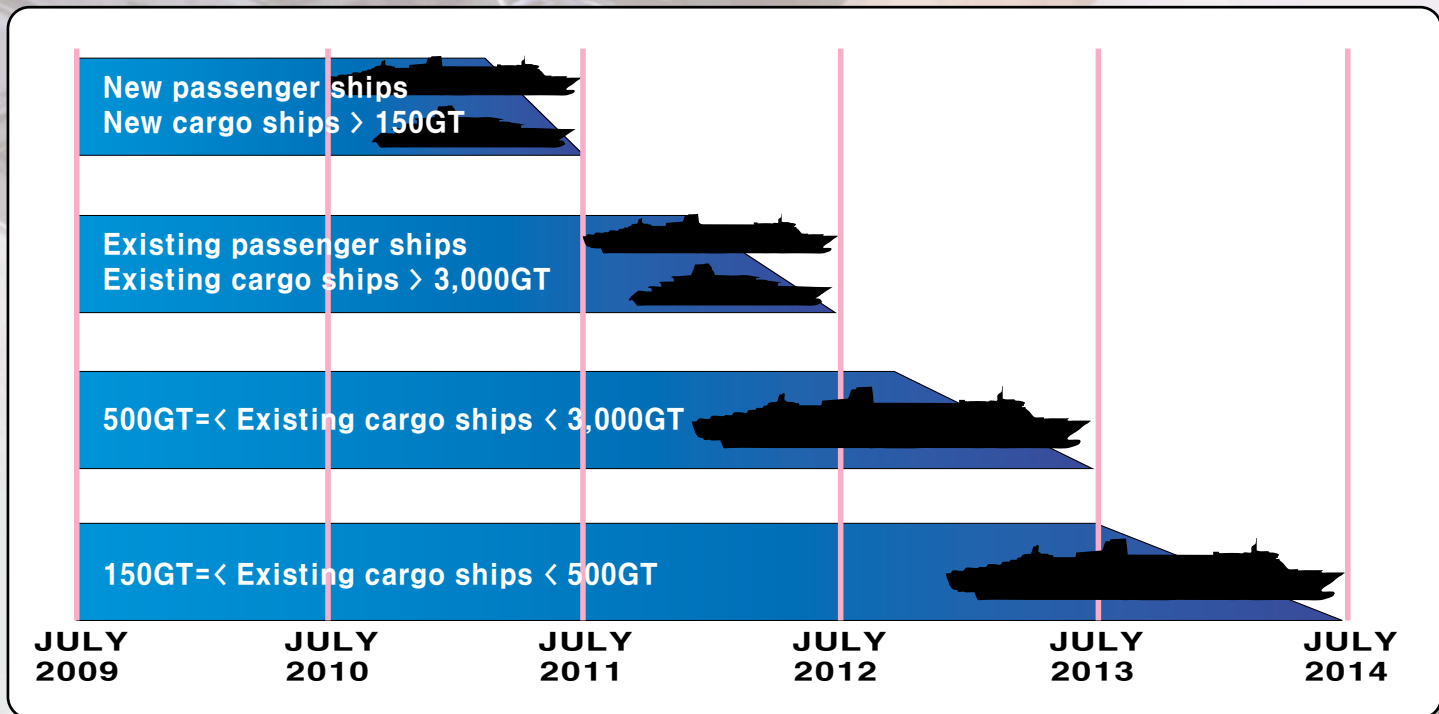 New passenger ships
New cargo ships > 150GT
Existing passenger ships
Existing cargo ships > 3,000GT
500GT=< Existing cargo ships < 3,000GT
150GT=< Existing cargo ships < 500GT
JULY 2009
JULY 2010
JULY 2011
JULY 2012
JULY 2013
JULY 2014